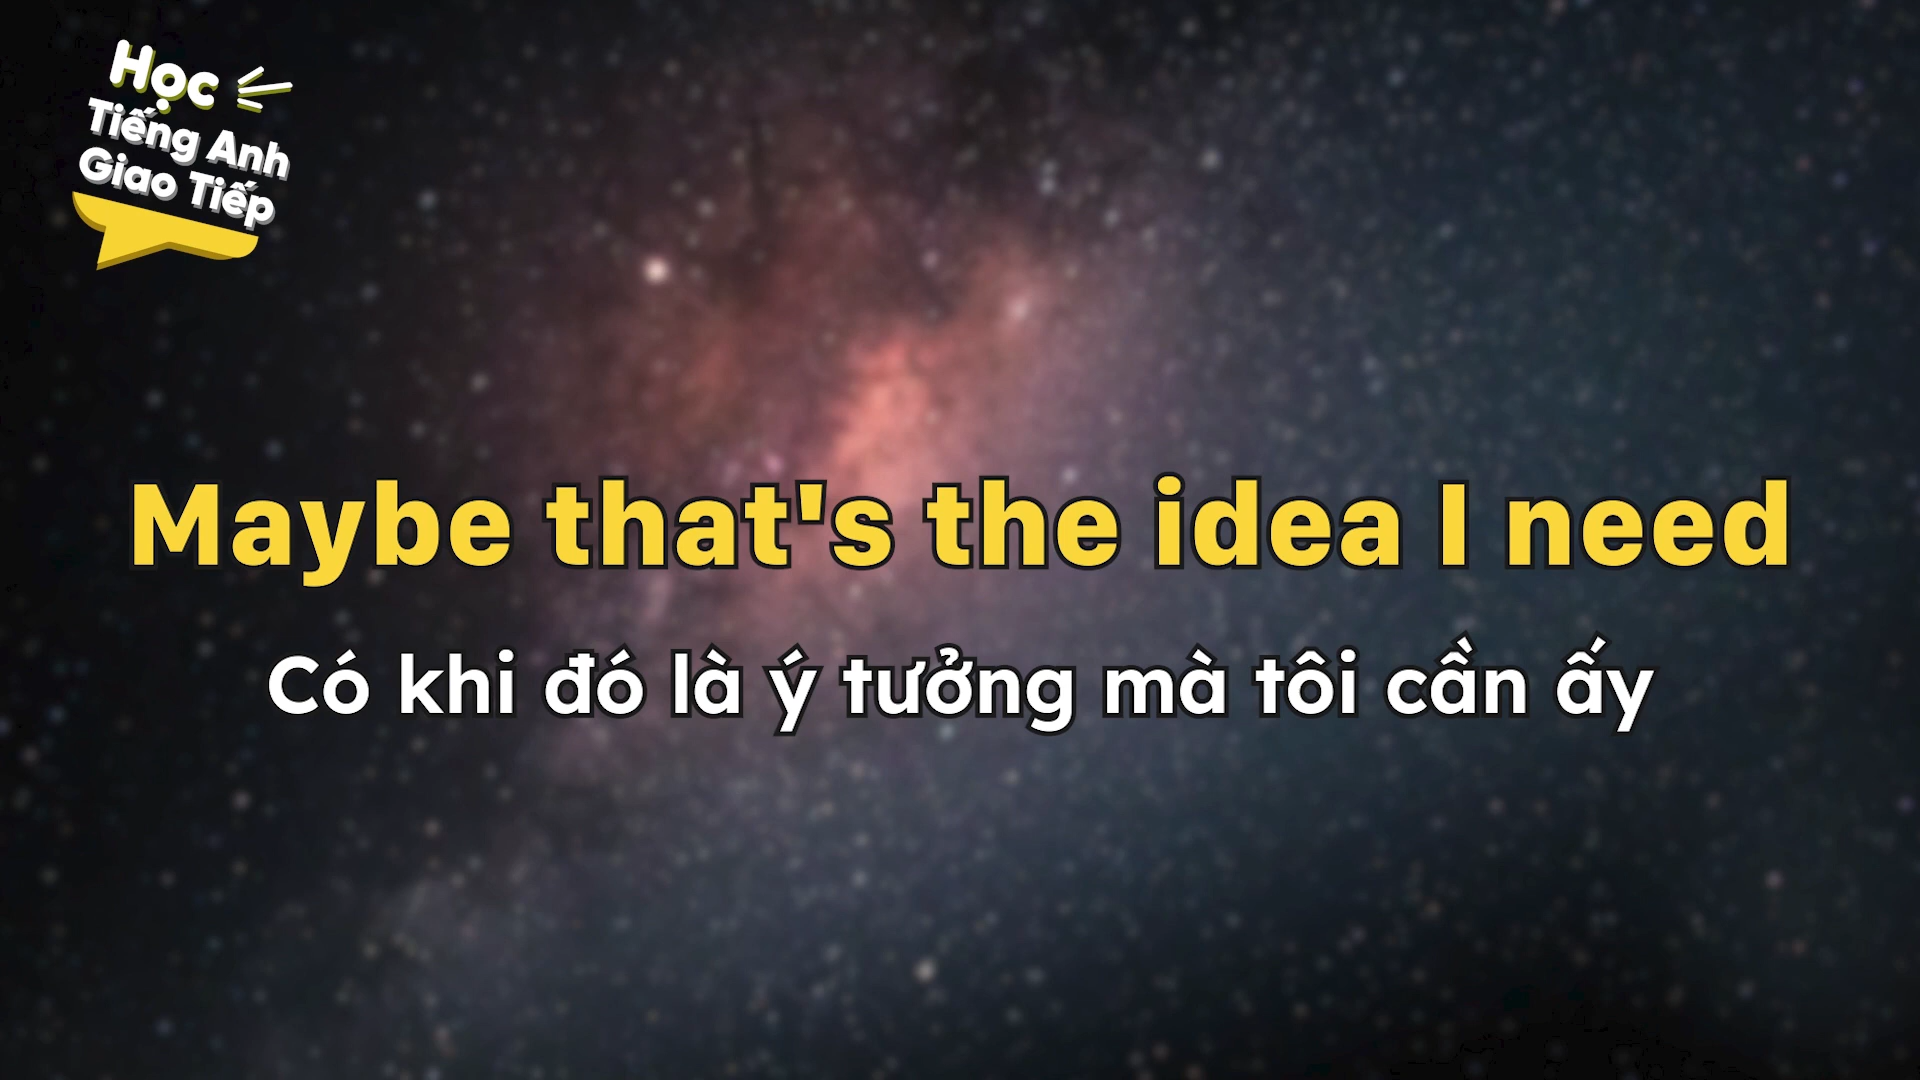 Học
Tiếng Anh
Giao Tiếp
Maybe that's the idea I need
Có khi đó là ý tưởng mà tôi cần ấy